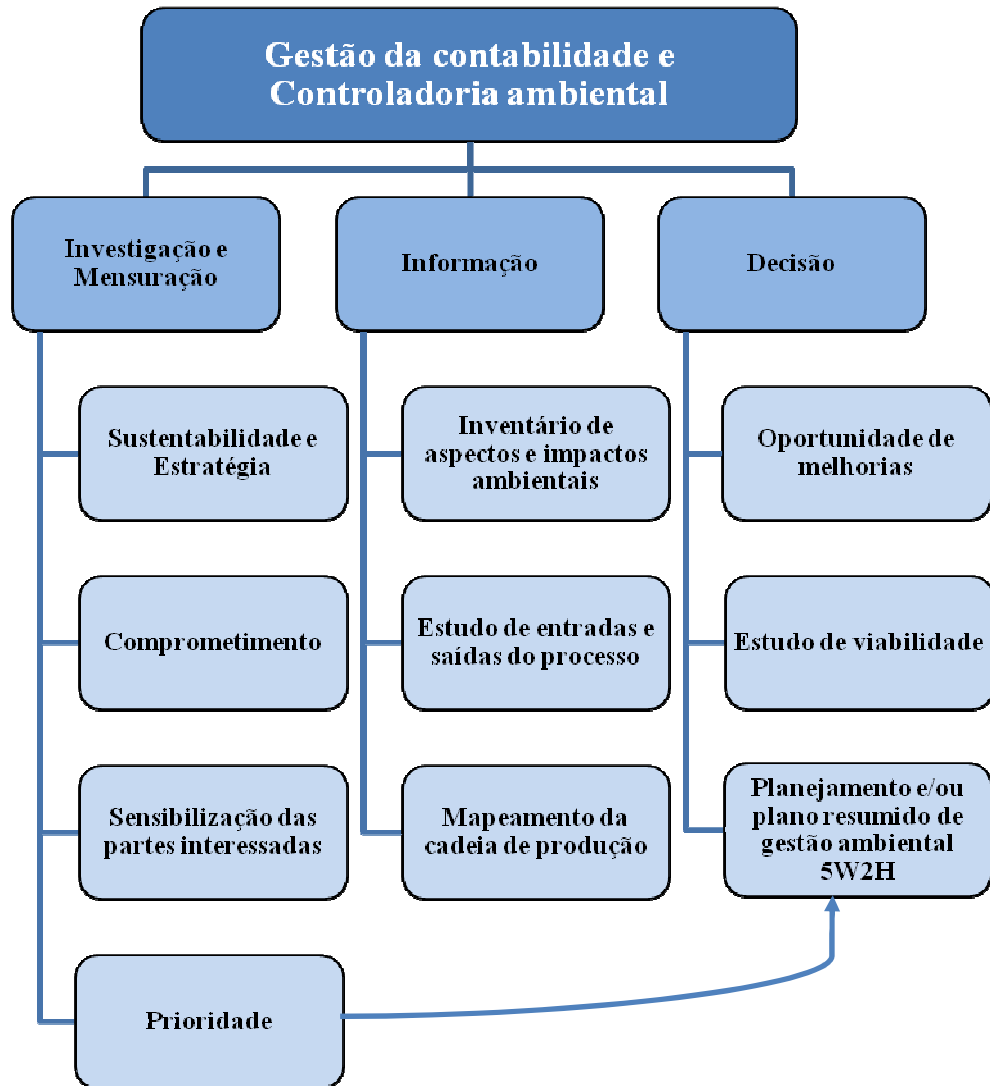 Gestão da contabilidade e
Controladoria ambiental
Investigação e
Mensuração
Informação
Decisão
Sustentabilidade e
Estratégia
Inventário de
aspectos e impactos
ambientais
Oportunidade de
melhorias
Comprometimento
Estudo de entradas e
saídas do processo
Estudo de viabilidade
Sensibilização das
partes interessadas
Mapeamento da
cadeia de produção
Planejamento e/ou
plano resumido de
gestão ambiental
5W2H
Prioridade